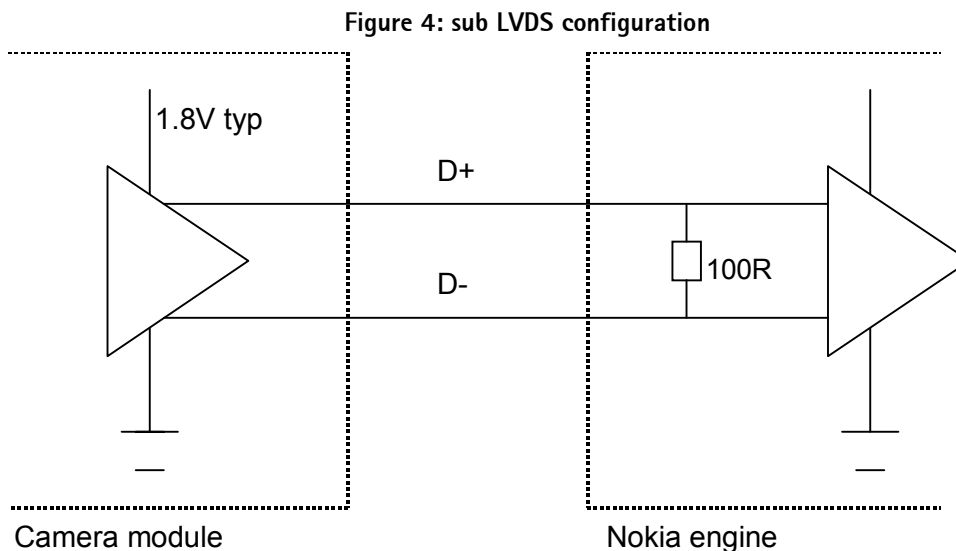 Figure 4: sub LVDS configuration
1.8V typ
D+
100R
D-
Camera module
Nokia engine